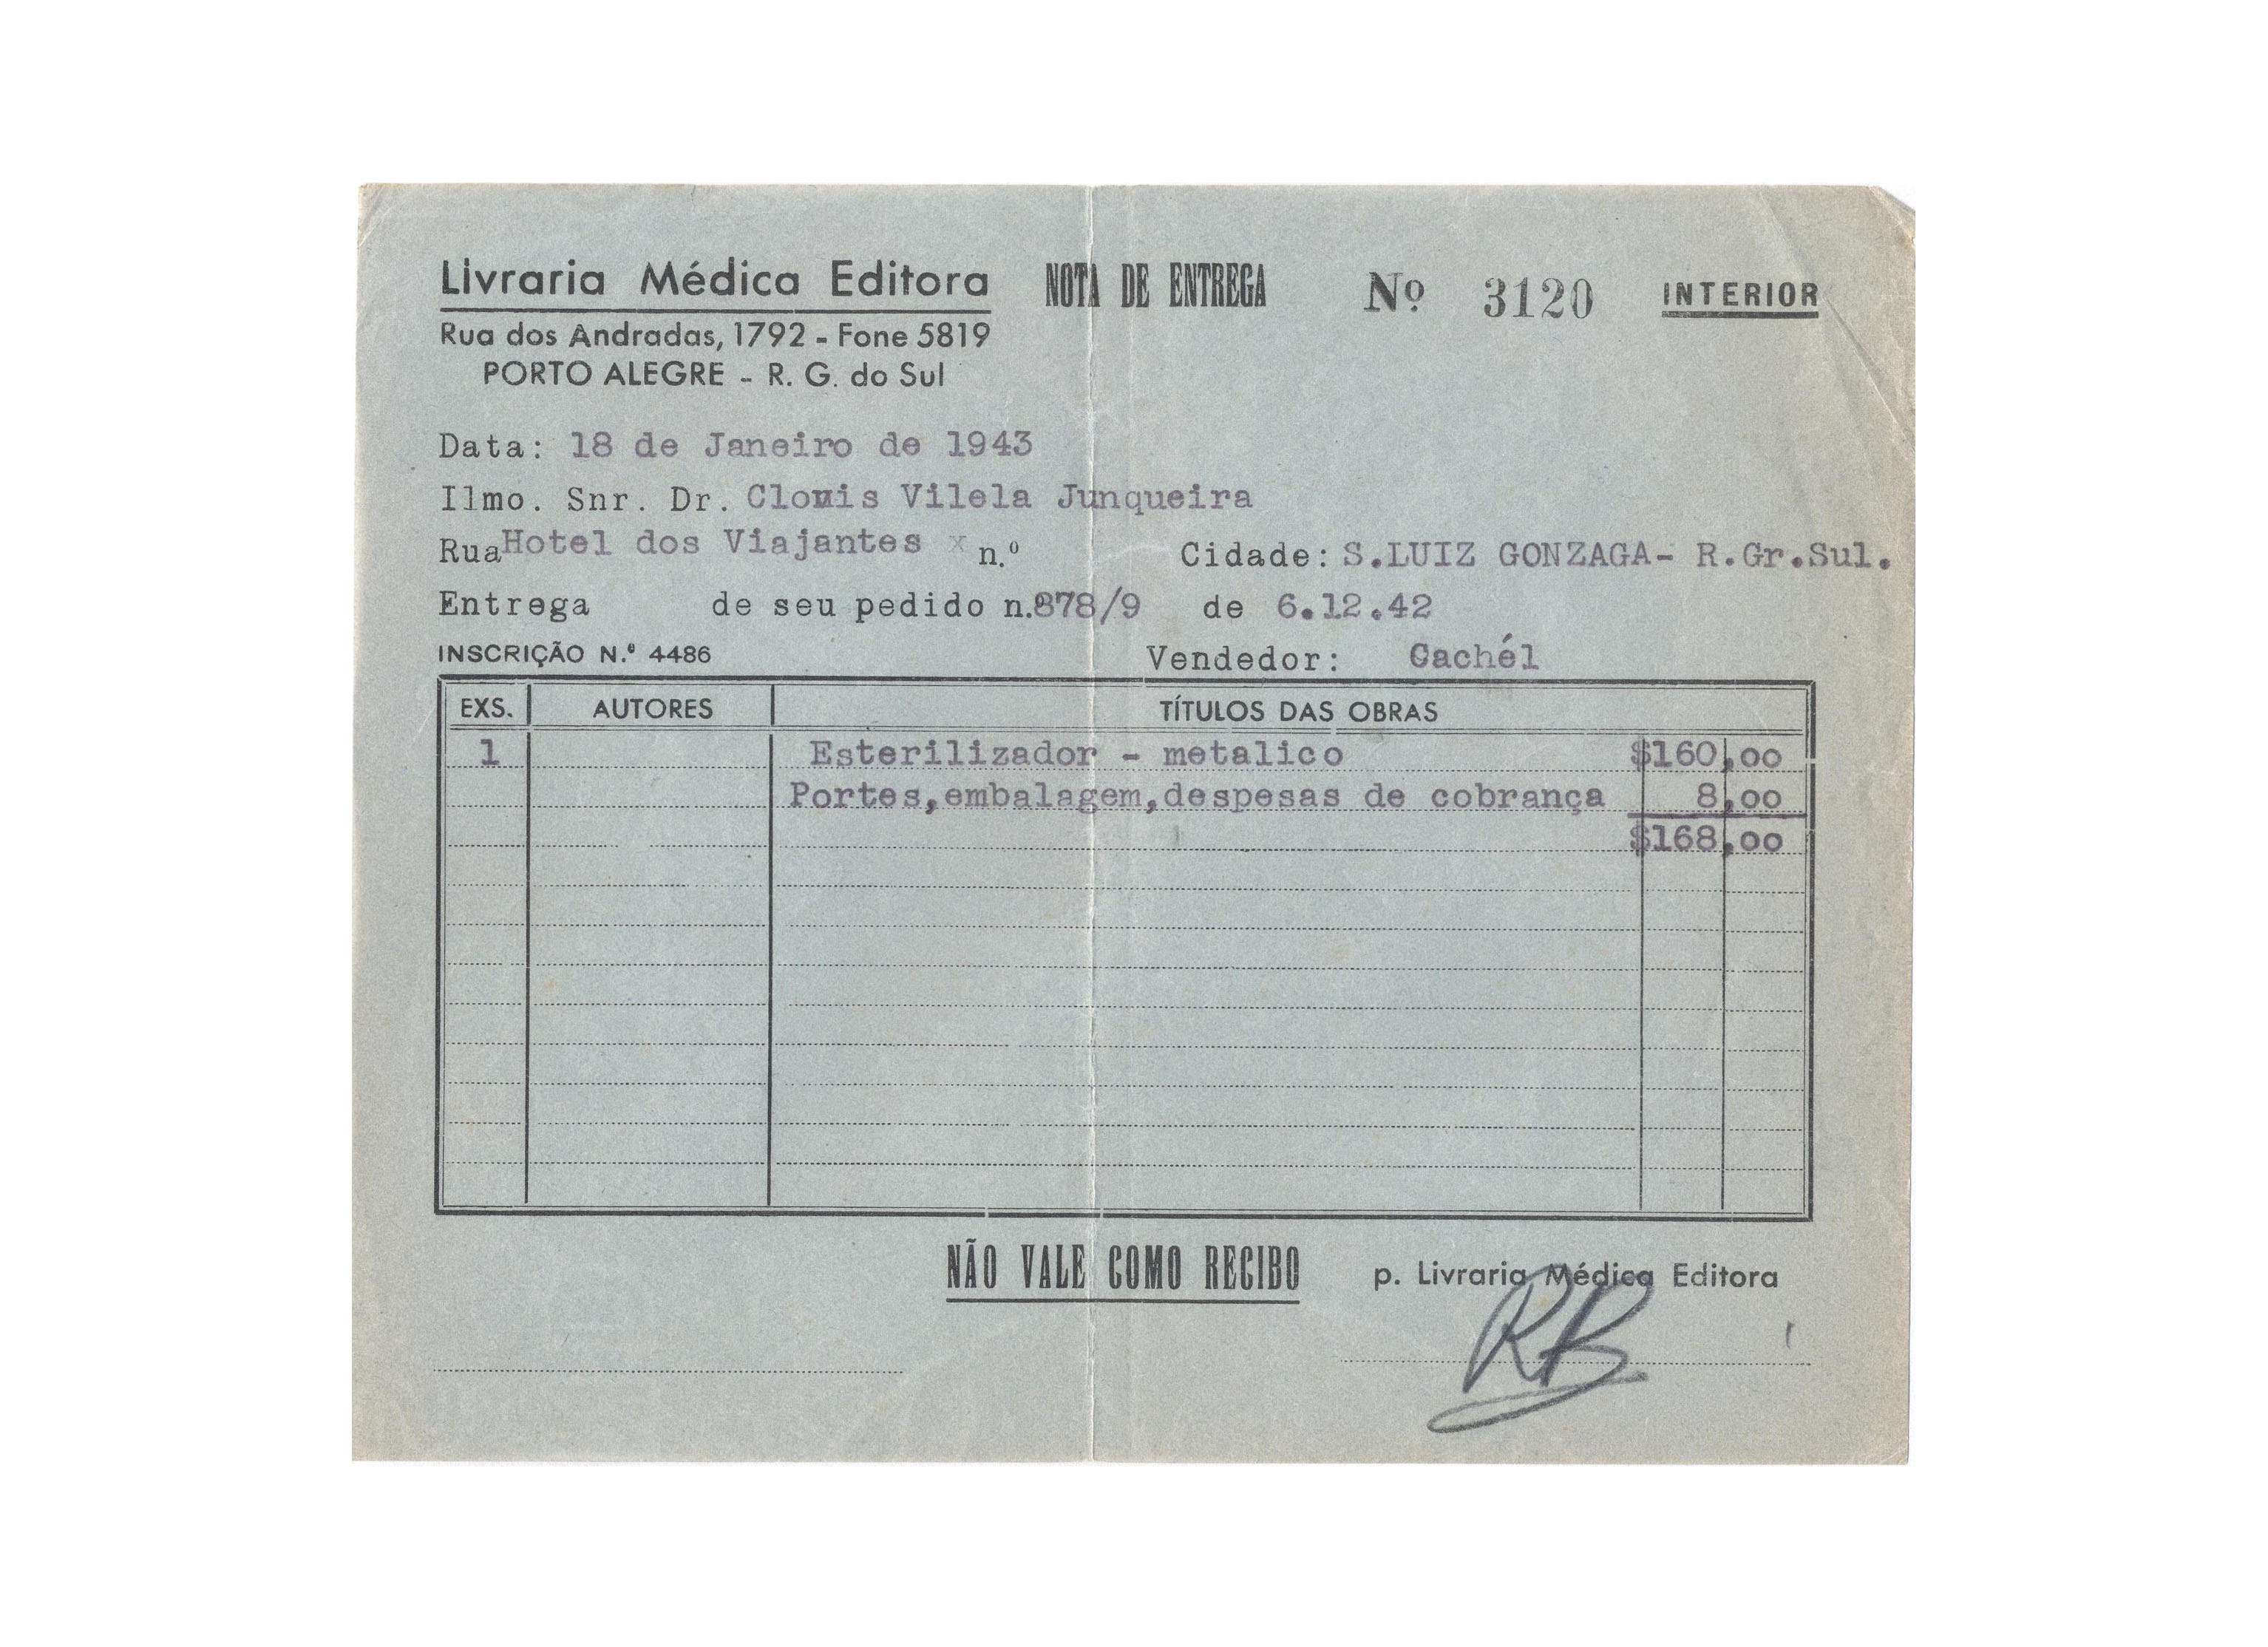 Livraria Médica Editora NOTA DE ENTREGA Nº 3120 INTERIOR
Rua dos Andradas, 1792 - Fone 5819
PORTO ALEGRE - R. G. do Sul
Data: 18 de Janeiro de 1943
Ilmo. Snr. Dr. Clovis Vilela Junqueira
Rua Hotel dos Viajantes x n.º Cidade: S.LUIZ GONZAGA- R.Gr.Sul.
Entrega de seu pedido n.878/9 de 6.12.42
INSCRIÇÃO N.º 4486 Vendedor: Gachél
EXS. AUTORES TÍTULOS DAS OBRAS
1 Esterilizador - metalico $160,00
Portes,embalagem,despesas de cobrança 8,00
$168,00
NÃO VALE COMO RECIBO p. Livraria Médica Editora
RB